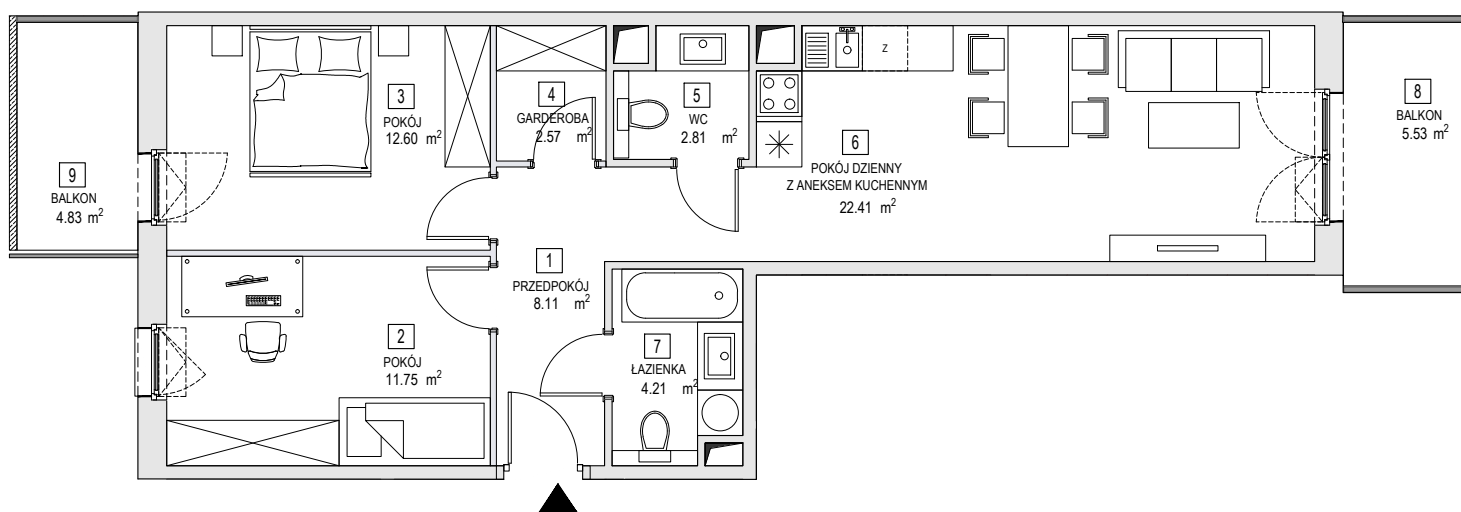 1
PRZEDPOKÓJ
8.11 m²
2
POKÓJ
11.75 m²
3
POKÓJ
12.60 m²
4
GARDEROBA
2.57 m²
5
WC
2.81 m²
6
POKÓJ DZIENNY
Z ANEKSEM KUCHENNYM
22.41 m²
7
ŁAZIENKA
4.21 m²
8
BALKON
5.53 m²
9
BALKON
4.83 m²
Z